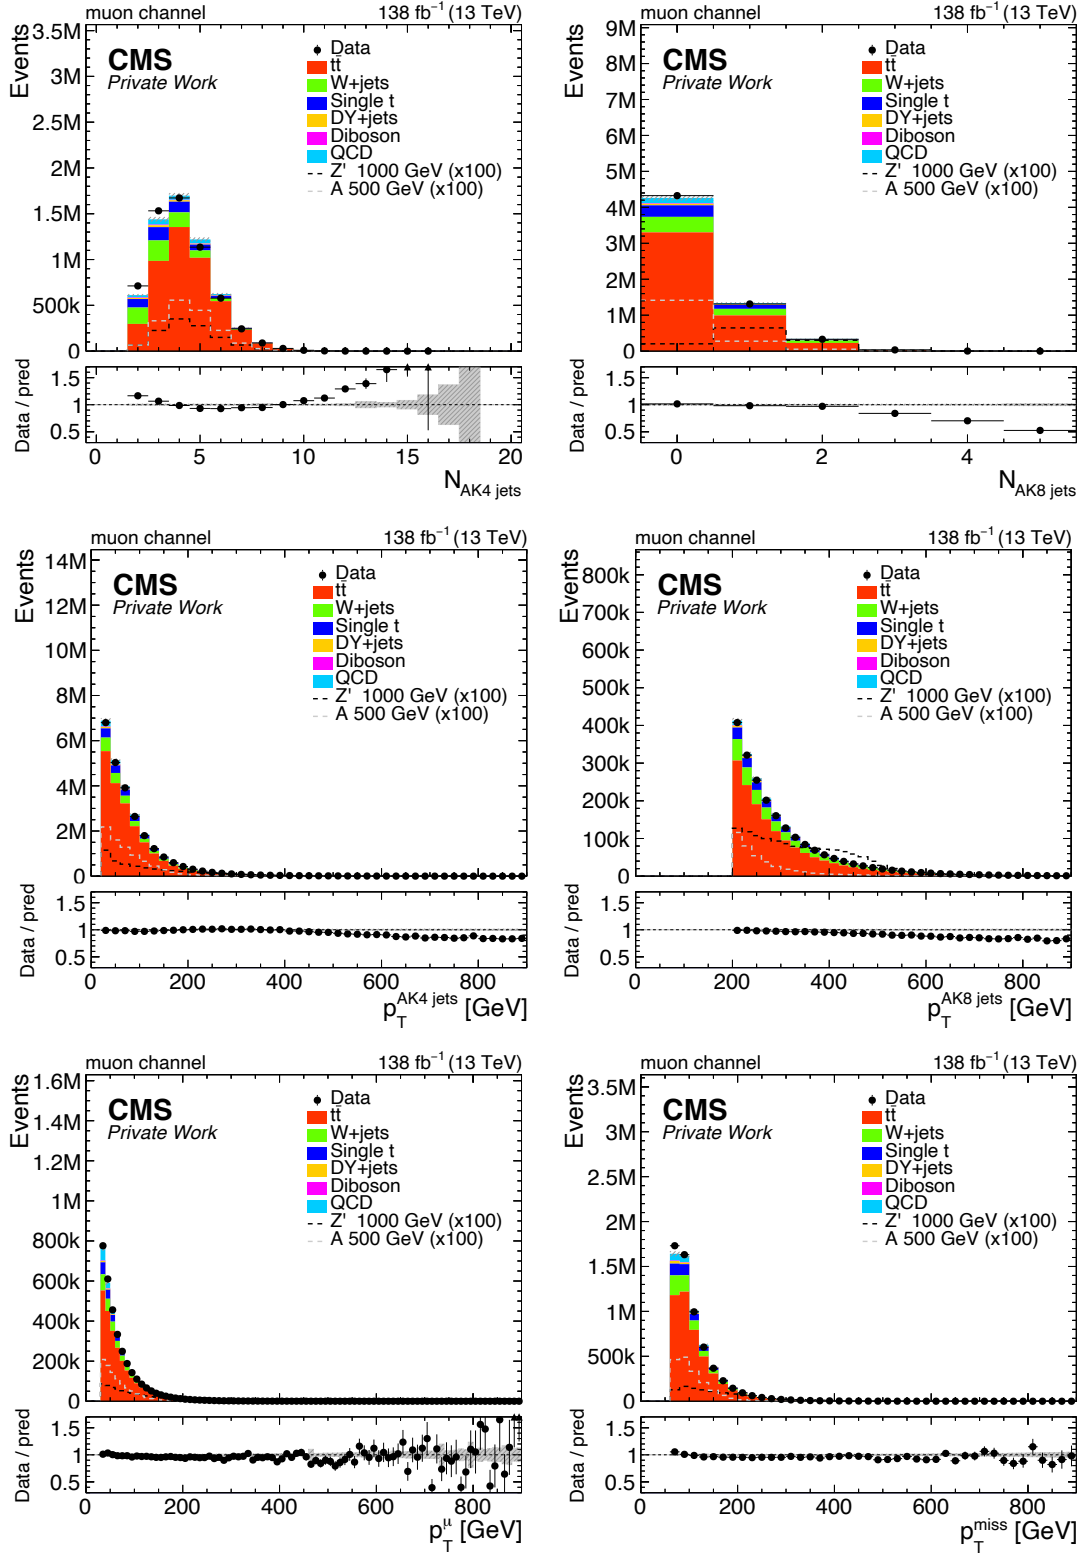 muon channel 138 fb⁻¹ (13 TeV)
Events
3.5M
3M
2.5M
2M
1.5M
1M
500k
0
CMS
Private Work
Data
tt̄
W+jets
Single t
DY+jets
Diboson
QCD
Z' 1000 GeV (x100)
A 500 GeV (x100)
Data / pred
1.5
1
0.5
0 5 10 15 20
N_AK4 jets
muon channel 138 fb⁻¹ (13 TeV)
Events
9M
8M
7M
6M
5M
4M
3M
2M
1M
0
CMS
Private Work
Data
tt̄
W+jets
Single t
DY+jets
Diboson
QCD
Z' 1000 GeV (x100)
A 500 GeV (x100)
Data / pred
1.5
1
0.5
0 2 4
N_AK8 jets
muon channel 138 fb⁻¹ (13 TeV)
Events
14M
12M
10M
8M
6M
4M
2M
0
CMS
Private Work
Data
tt̄
W+jets
Single t
DY+jets
Diboson
QCD
Z' 1000 GeV (x100)
A 500 GeV (x100)
Data / pred
1.5
1
0.5
0 200 400 600 800
p_T^AK4 jets [GeV]
muon channel 138 fb⁻¹ (13 TeV)
Events
800k
700k
600k
500k
400k
300k
200k
100k
0
CMS
Private Work
Data
tt̄
W+jets
Single t
DY+jets
Diboson
QCD
Z' 1000 GeV (x100)
A 500 GeV (x100)
Data / pred
1.5
1
0.5
0 200 400 600 800
p_T^AK8 jets [GeV]
muon channel 138 fb⁻¹ (13 TeV)
Events
1.6M
1.4M
1.2M
1M
800k
600k
400k
200k
0
CMS
Private Work
Data
tt̄
W+jets
Single t
DY+jets
Diboson
QCD
Z' 1000 GeV (x100)
A 500 GeV (x100)
Data / pred
1.5
1
0.5
0 200 400 600 800
p_T^μ [GeV]
muon channel 138 fb⁻¹ (13 TeV)
Events
3.5M
3M
2.5M
2M
1.5M
1M
500k
0
CMS
Private Work
Data
tt̄
W+jets
Single t
DY+jets
Diboson
QCD
Z' 1000 GeV (x100)
A 500 GeV (x100)
Data / pred
1.5
1
0.5
0 200 400 600 800
p_T^miss [GeV]